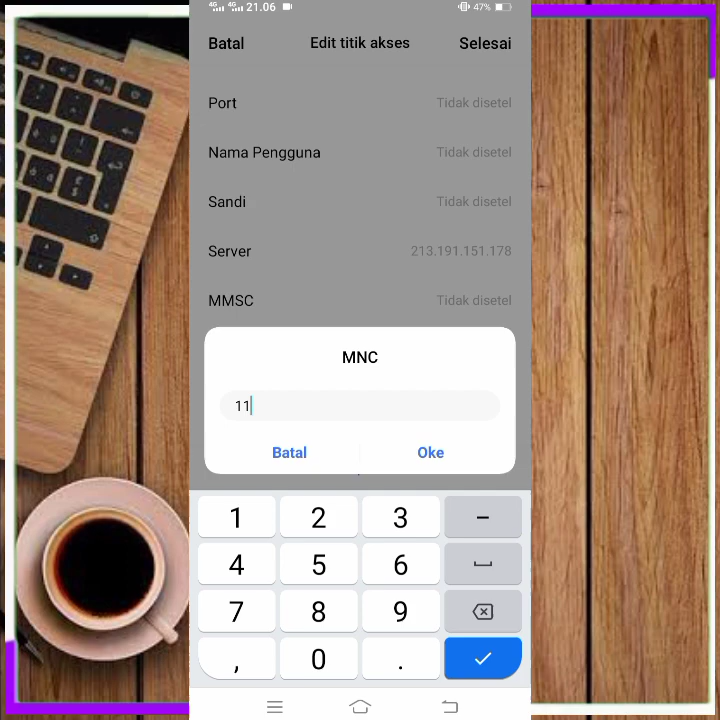 4G 4G 21.06 47%
Batal Edit titik akses Selesai
Port Tidak disetel
Nama Pengguna Tidak disetel
Sandi Tidak disetel
Server 213.191.151.178
MMSC Tidak disetel
MNC
11
Batal Oke
1 2 3 -
4 5 6
7 8 9
, 0 .